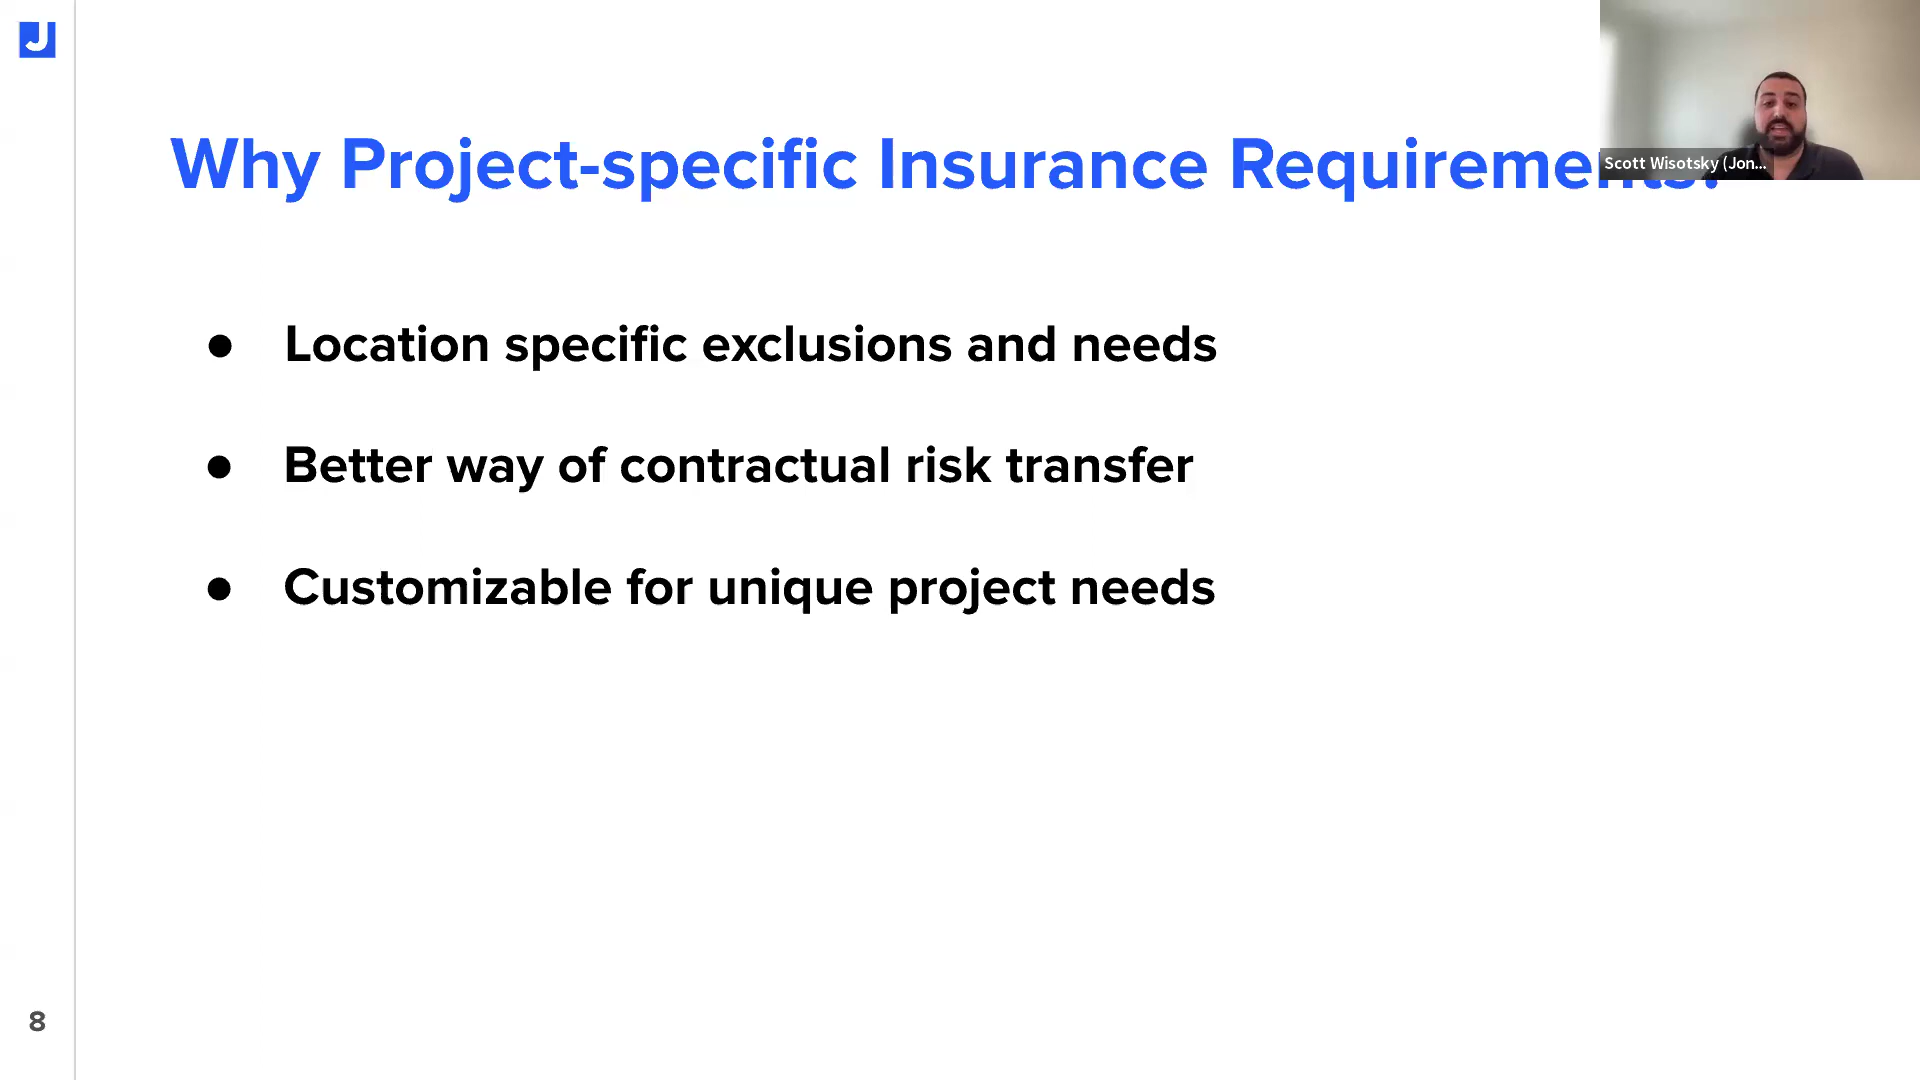 J
Why Project-specific Insurance Requirements?
Scott Wisotsky (Jon...
● Location specific exclusions and needs
● Better way of contractual risk transfer
● Customizable for unique project needs
8